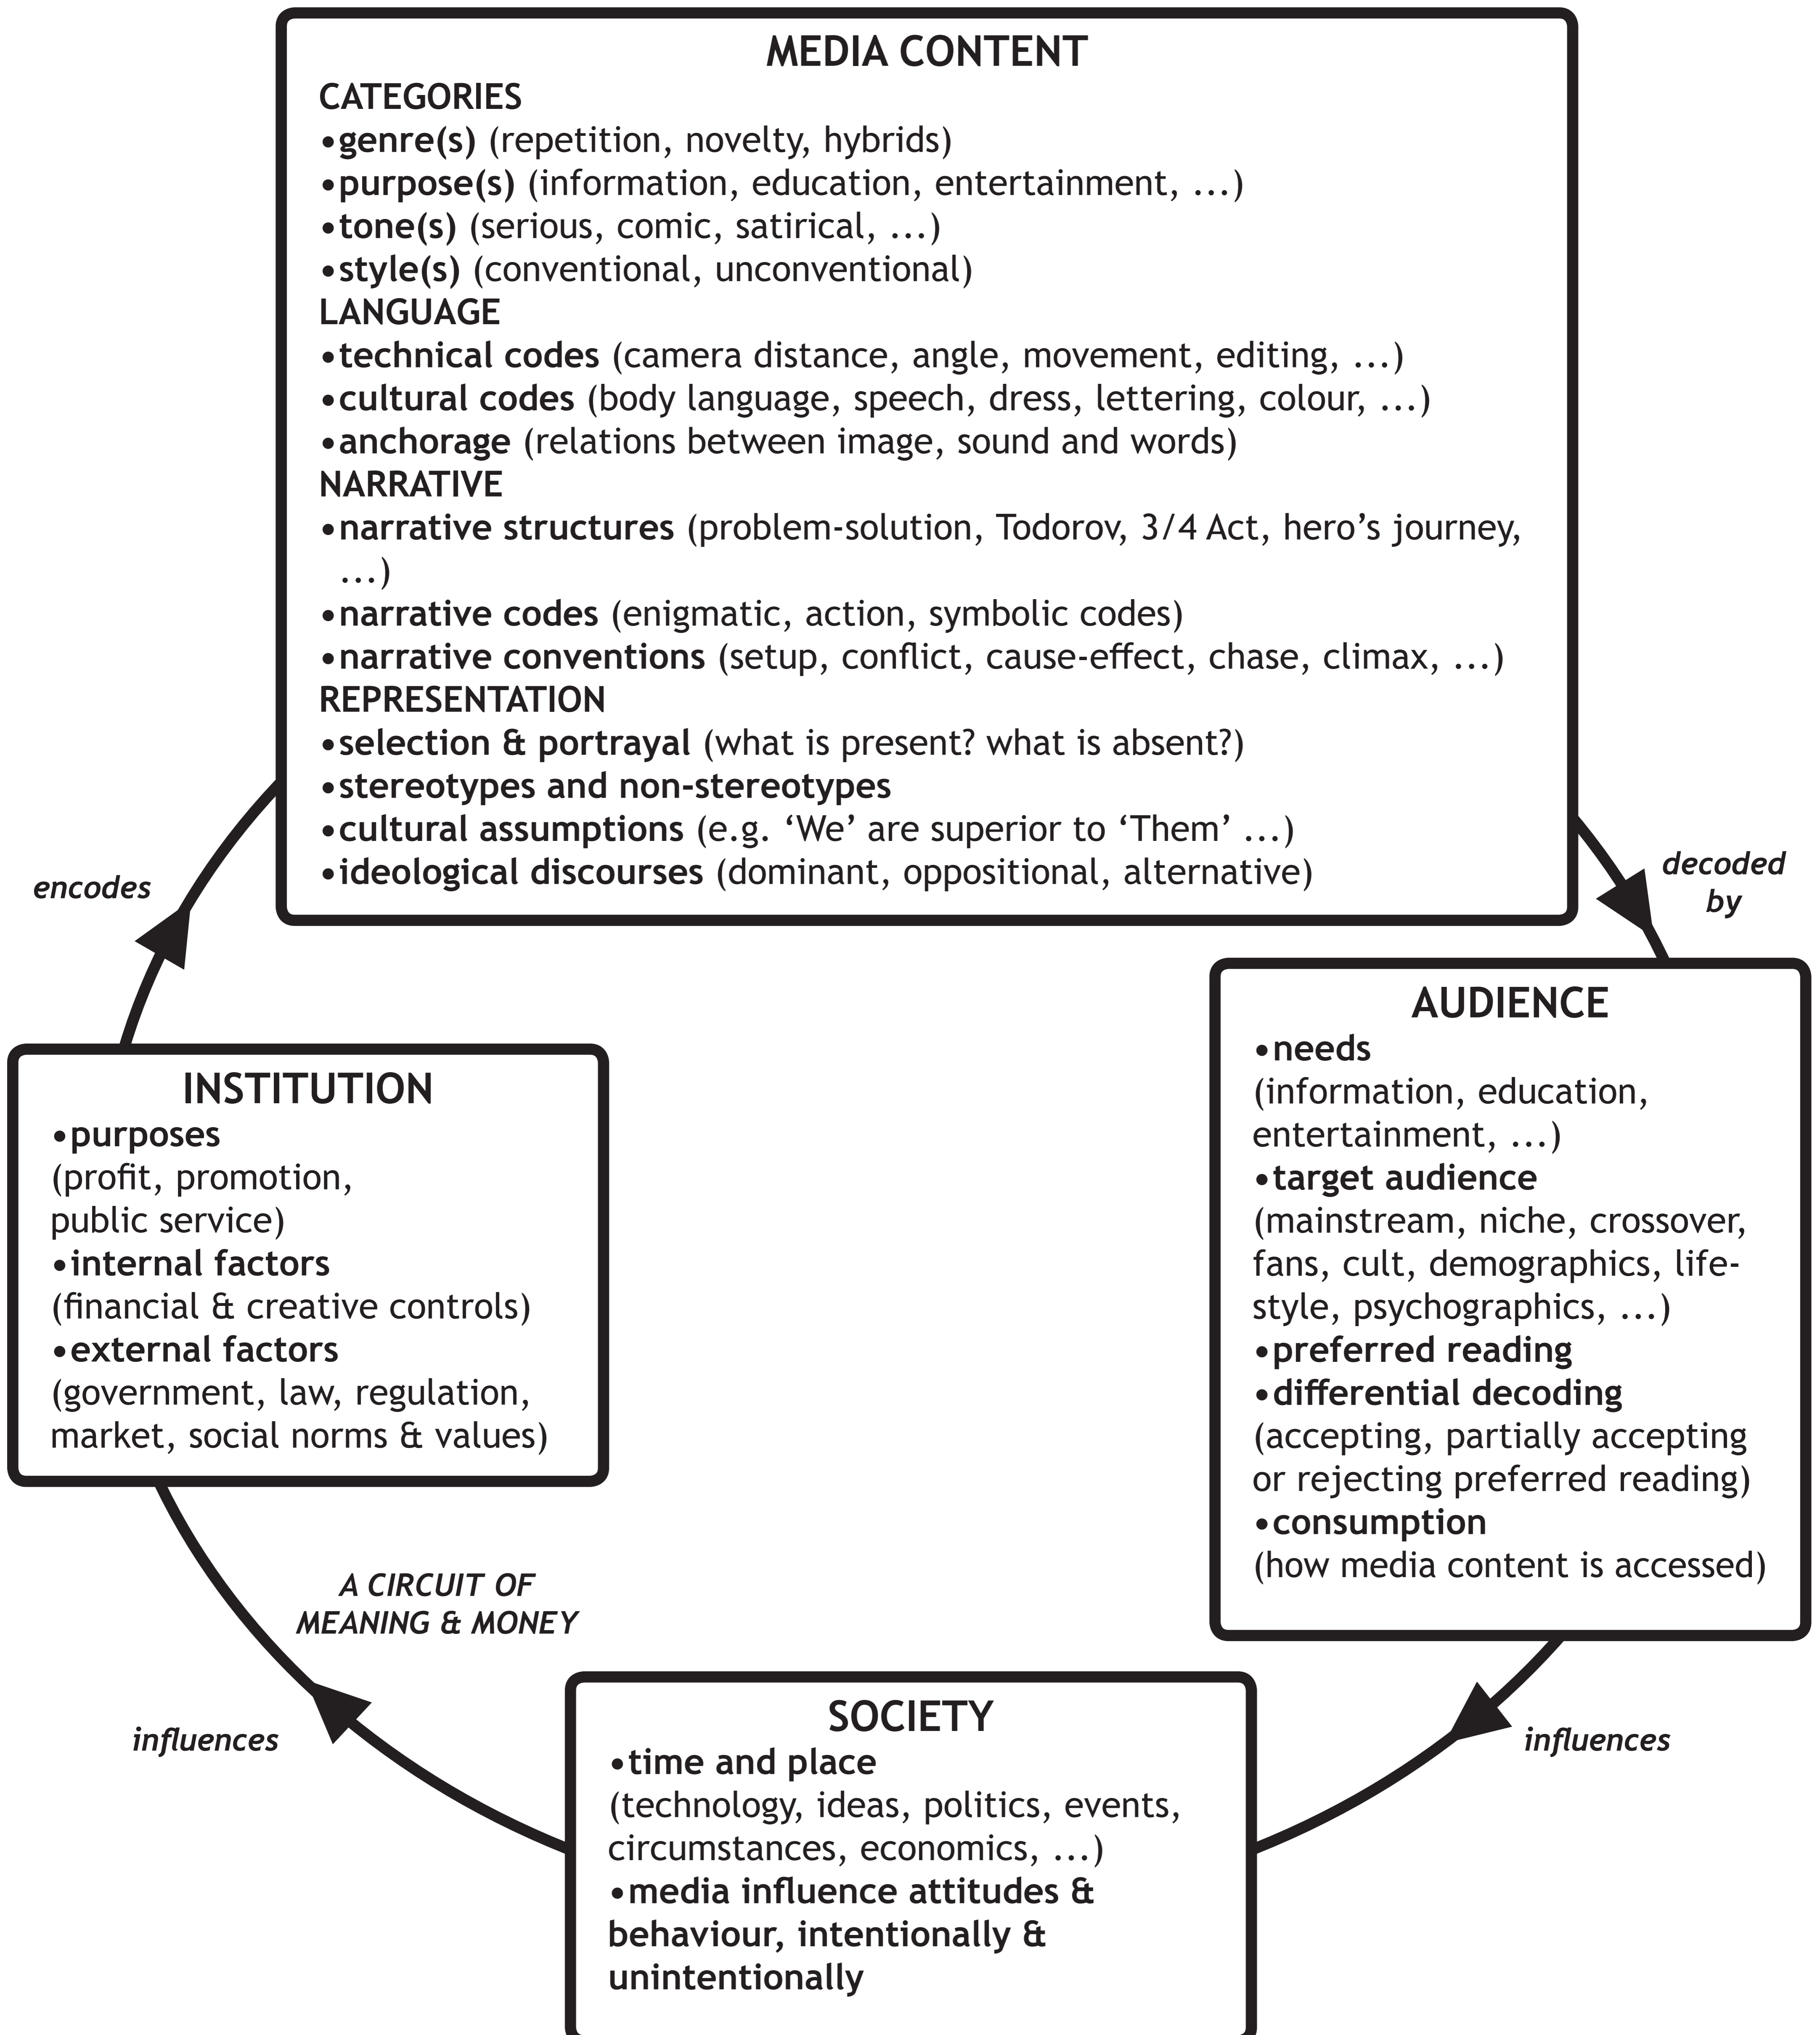 MEDIA CONTENT
CATEGORIES
•genre(s) (repetition, novelty, hybrids)
•purpose(s) (information, education, entertainment, ...)
•tone(s) (serious, comic, satirical, ...)
•style(s) (conventional, unconventional)
LANGUAGE
•technical codes (camera distance, angle, movement, editing, ...)
•cultural codes (body language, speech, dress, lettering, colour, ...)
•anchorage (relations between image, sound and words)
NARRATIVE
•narrative structures (problem-solution, Todorov, 3/4 Act, hero’s journey,
...)
•narrative codes (enigmatic, action, symbolic codes)
•narrative conventions (setup, conflict, cause-effect, chase, climax, ...)
REPRESENTATION
•selection & portrayal (what is present? what is absent?)
•stereotypes and non-stereotypes
•cultural assumptions (e.g. ‘We’ are superior to ‘Them’ ...)
•ideological discourses (dominant, oppositional, alternative)
encodes
decoded
by
INSTITUTION
•purposes
(profit, promotion,
public service)
•internal factors
(financial & creative controls)
•external factors
(government, law, regulation,
market, social norms & values)
AUDIENCE
•needs
(information, education,
entertainment, ...)
•target audience
(mainstream, niche, crossover,
fans, cult, demographics, life-
style, psychographics, ...)
•preferred reading
•differential decoding
(accepting, partially accepting
or rejecting preferred reading)
•consumption
(how media content is accessed)
A CIRCUIT OF
MEANING & MONEY
influences
influences
SOCIETY
•time and place
(technology, ideas, politics, events,
circumstances, economics, ...)
•media influence attitudes &
behaviour, intentionally &
unintentionally